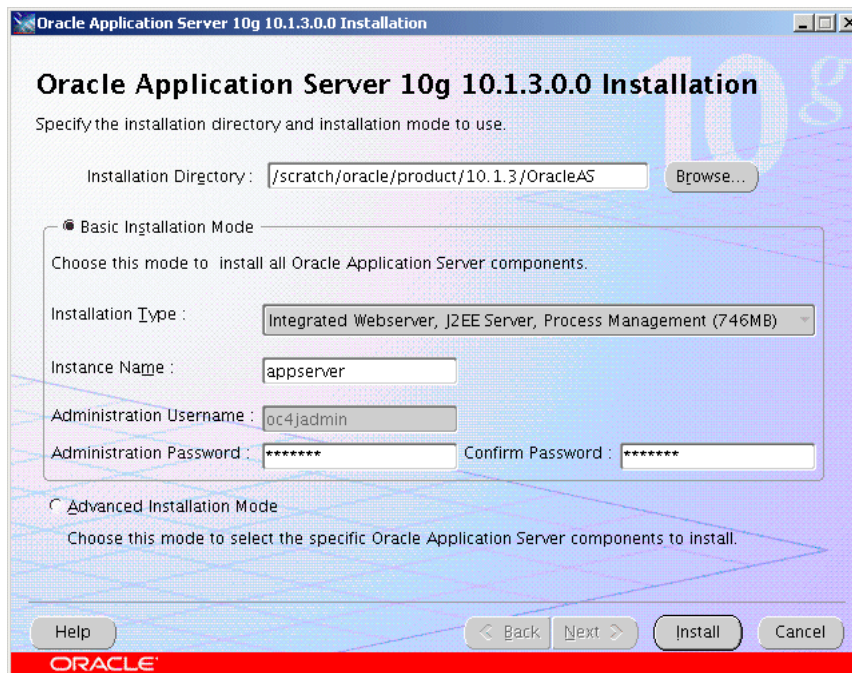 Oracle Application Server 10g 10.1.3.0.0 Installation
10g
Oracle Application Server 10g 10.1.3.0.0 Installation
Specify the installation directory and installation mode to use.
Installation Directory : /scratch/oracle/product/10.1.3/OracleAS Browse...
Basic Installation Mode
Choose this mode to install all Oracle Application Server components.
Installation Type : Integrated Webserver, J2EE Server, Process Management (746MB)
Instance Name : appserver
Administration Username : oc4jadmin
Administration Password : ******* Confirm Password : *******
Advanced Installation Mode
Choose this mode to select the specific Oracle Application Server components to install.
Help Back Next Install Cancel
ORACLE